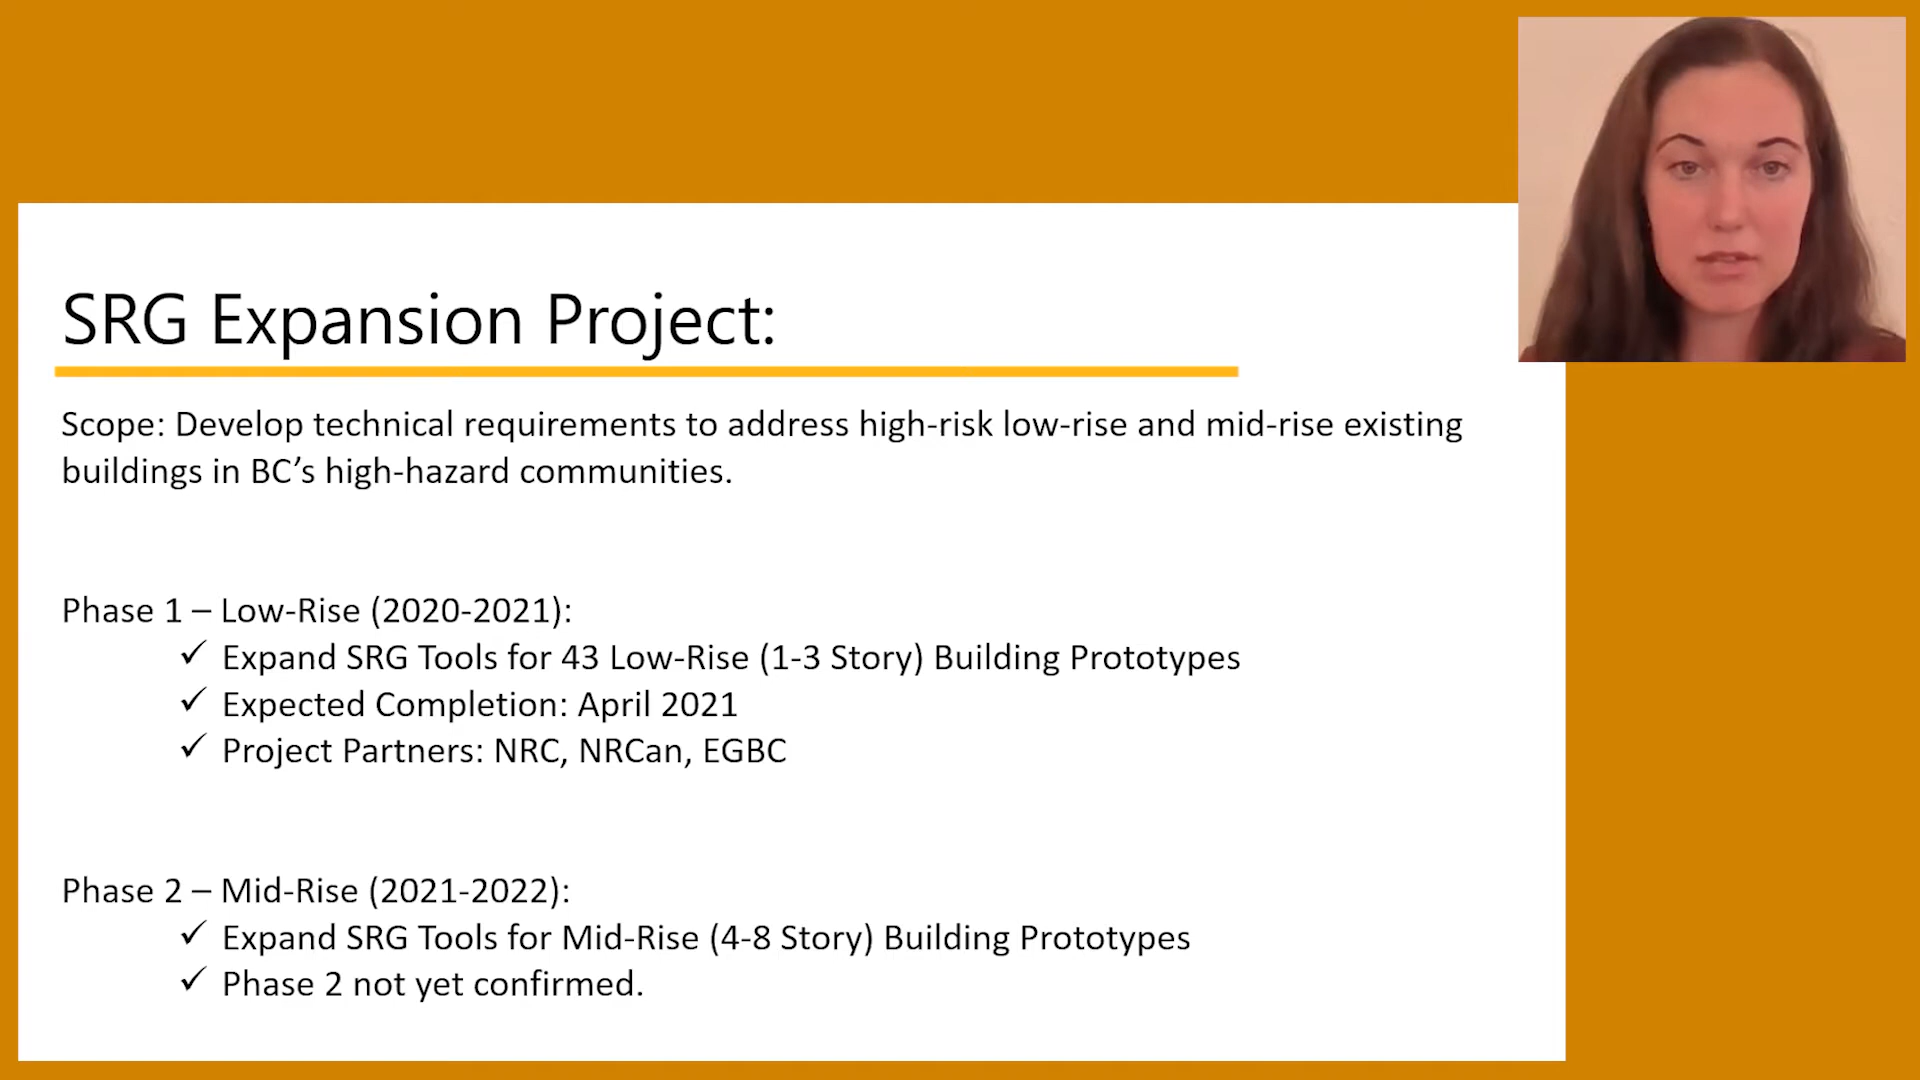 SRG Expansion Project:
Scope: Develop technical requirements to address high-risk low-rise and mid-rise existing
buildings in BC’s high-hazard communities.
Phase 1 – Low-Rise (2020-2021):
✓ Expand SRG Tools for 43 Low-Rise (1-3 Story) Building Prototypes
✓ Expected Completion: April 2021
✓ Project Partners: NRC, NRCan, EGBC
Phase 2 – Mid-Rise (2021-2022):
✓ Expand SRG Tools for Mid-Rise (4-8 Story) Building Prototypes
✓ Phase 2 not yet confirmed.